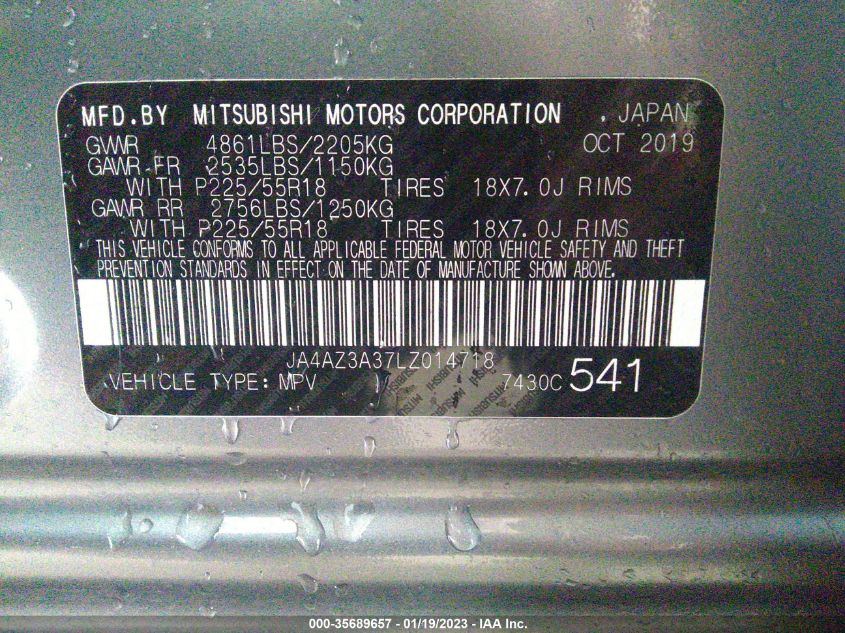 MFD.BY MITSUBISHI MOTORS CORPORATION . JAPAN
GVWR 4861LBS/2205KG OCT 2019
GAWR FR 2535LBS/1150KG
WITH P225/55R18 TIRES 18X7.0J RIMS
GAWR RR 2756LBS/1250KG
WITH P225/55R18 TIRES 18X7.0J RIMS
THIS VEHICLE CONFORMS TO ALL APPLICABLE FEDERAL MOTOR VEHICLE SAFETY AND THEFT
PREVENTION STANDARDS IN EFFECT ON THE DATE OF MANUFACTURE SHOWN ABOVE.
JA4AZ3A37LZ014718
VEHICLE TYPE: MPV 7430C 541
000-35689657 - 01/19/2023 - IAA Inc.